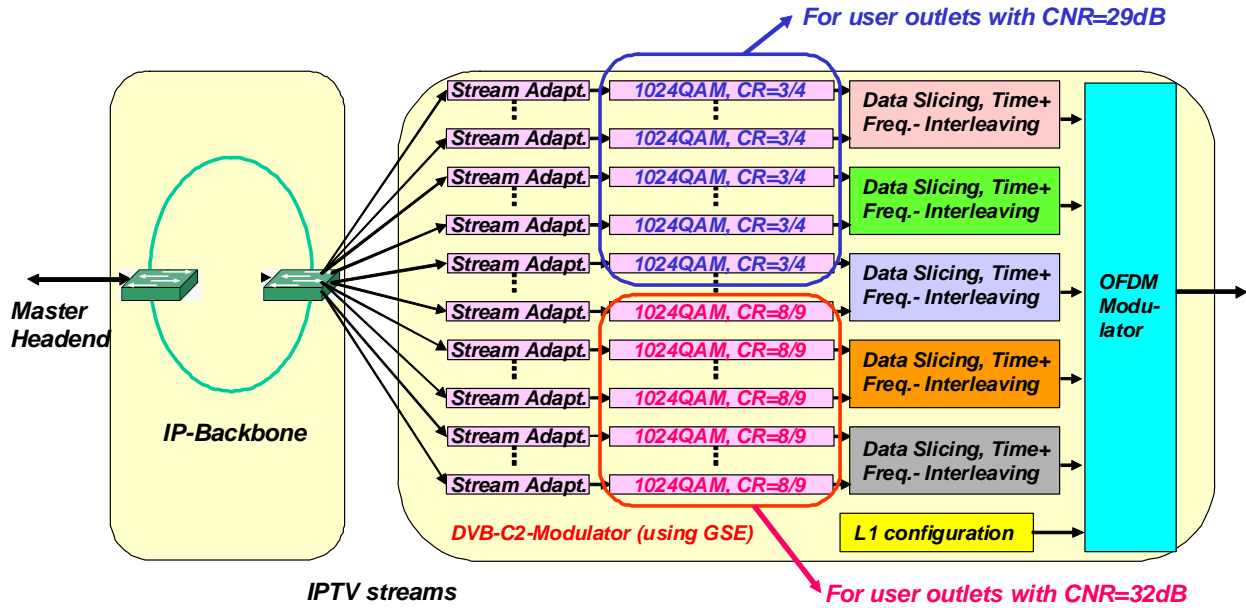 For user outlets with CNR=29dB
Stream Adapt.
1024QAM, CR=3/4
Data Slicing, Time+
Freq.- Interleaving
Stream Adapt.
1024QAM, CR=3/4
Stream Adapt.
1024QAM, CR=3/4
Data Slicing, Time+
Freq.- Interleaving
Stream Adapt.
1024QAM, CR=3/4
Stream Adapt.
1024QAM, CR=3/4
Data Slicing, Time+
Freq.- Interleaving
Stream Adapt.
1024QAM, CR=8/9
Stream Adapt.
1024QAM, CR=8/9
Data Slicing, Time+
Freq.- Interleaving
Stream Adapt.
1024QAM, CR=8/9
Stream Adapt.
1024QAM, CR=8/9
Data Slicing, Time+
Freq.- Interleaving
Stream Adapt.
1024QAM, CR=8/9
OFDM
Modu-
lator
Master
Headend
IP-Backbone
DVB-C2-Modulator (using GSE)
L1 configuration
IPTV streams
For user outlets with CNR=32dB